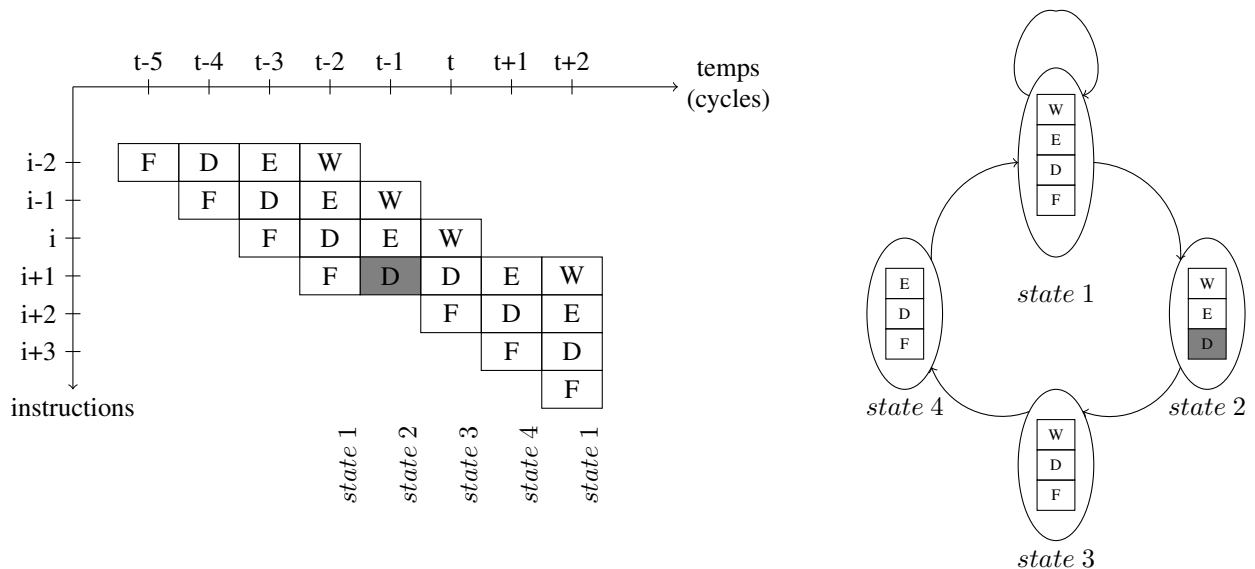 t-5 t-4 t-3 t-2 t-1 t t+1 t+2 temps
(cycles)
i-2 F D E W
i-1 F D E W
i F D E W
i+1 F D D E W
i+2 F D E
i+3 F D
F
instructions
state 1 state 2 state 3 state 4 state 1
W
E
D
F
state 1
E
D
F
state 4
W
E
D
state 2
W
D
F
state 3